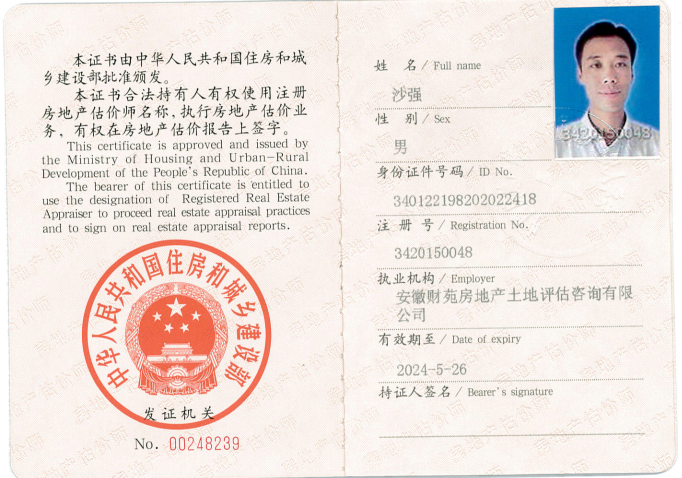 本证书由中华人民共和国住房和城
乡建设部批准颁发。
本证书合法持有人有权使用注册
房地产估价师名称,执行房地产估价业
务,有权在房地产估价报告上签字。
This certificate is approved and issued by
the Ministry of Housing and Urban-Rural
Development of the People's Republic of China.
The bearer of this certificate is entitled to
use the designation of Registered Real Estate
Appraiser to proceed real estate appraisal practices
and to sign on real estate appraisal reports.
中华人民共和国住房和城乡建设部
发证机关
No. 00248239
姓 名 / Full name
沙强
性 别 / Sex
男
3420150048
身份证件号码 / ID No.
340122198202022418
注 册 号 / Registration No.
3420150048
执业机构 / Employer
安徽财苑房地产土地评估咨询有限
公司
有效期至 / Date of expiry
2024-5-26
持证人签名 / Bearer's signature